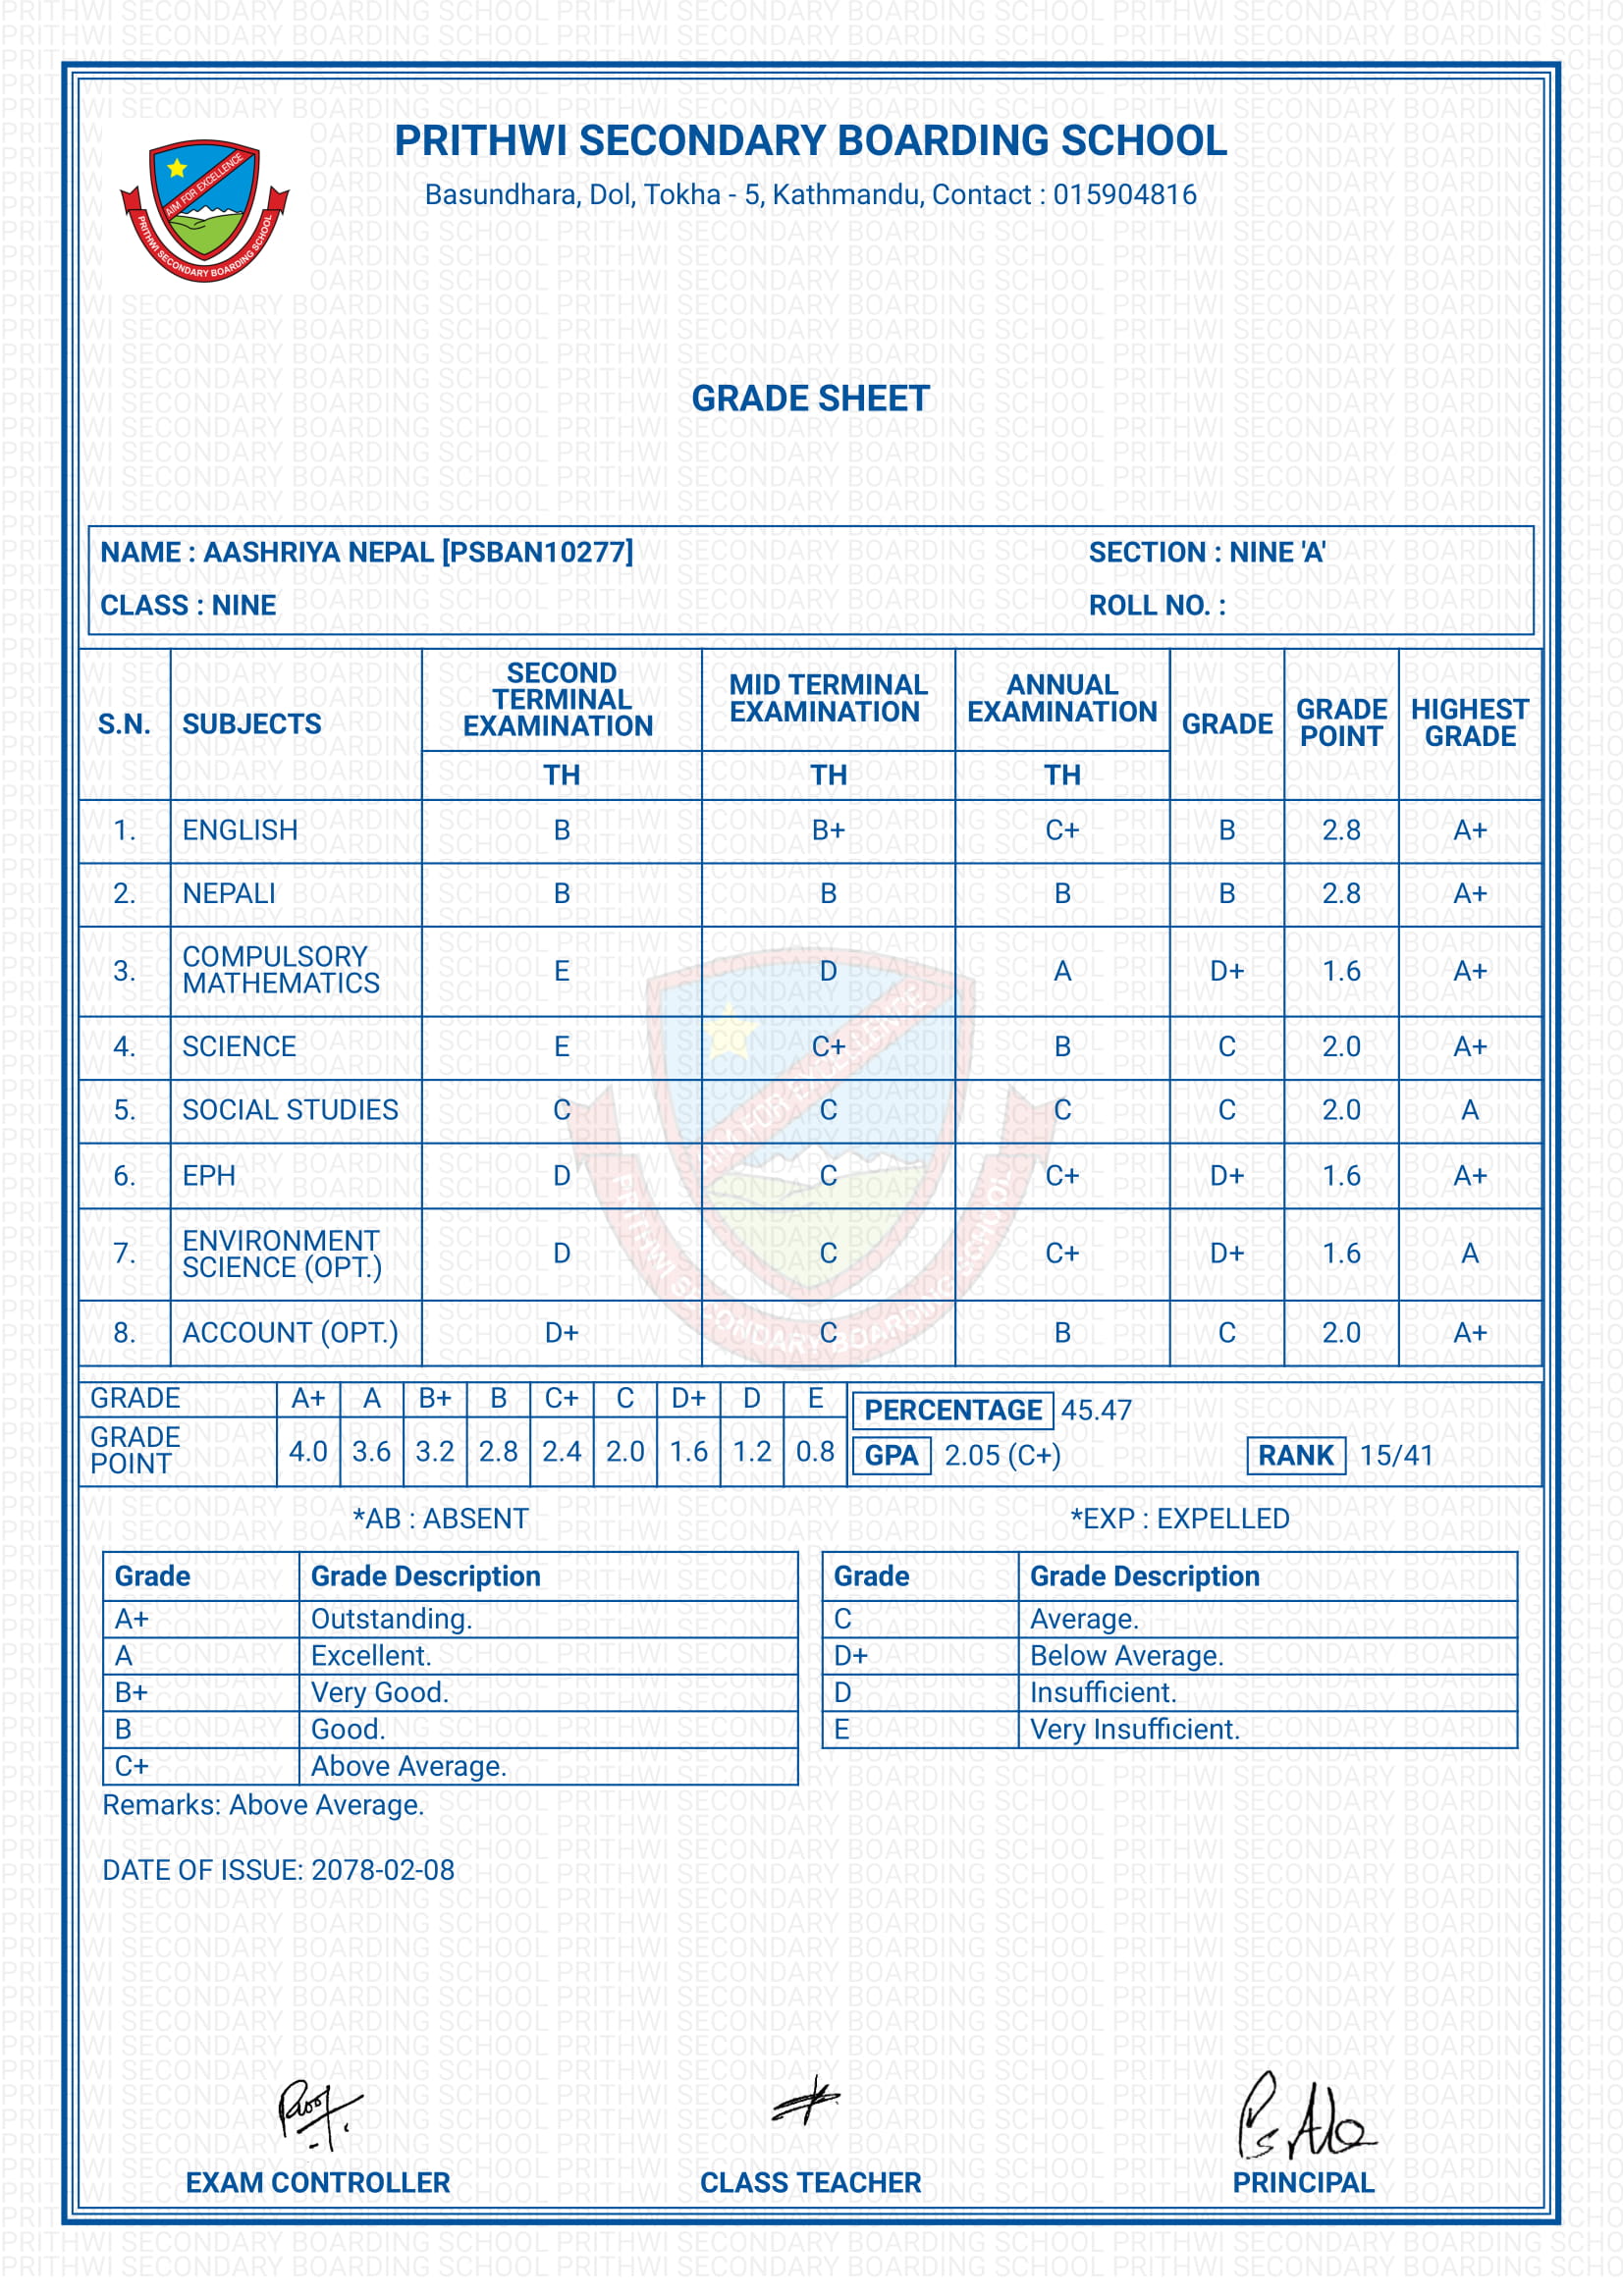 PRITHWI SECONDARY BOARDING SCHOOL
Basundhara, Dol, Tokha - 5, Kathmandu, Contact : 015904816
AIM FOR EXCELLENCE
PRITHWI SECONDARY BOARDING SCHOOL
GRADE SHEET
NAME : AASHRIYA NEPAL [PSBAN10277] SECTION : NINE 'A'
CLASS : NINE ROLL NO. :
S.N. SUBJECTS SECOND TERMINAL EXAMINATION MID TERMINAL EXAMINATION ANNUAL EXAMINATION GRADE GRADE POINT HIGHEST GRADE
TH TH TH
1. ENGLISH B B+ C+ B 2.8 A+
2. NEPALI B B B B 2.8 A+
3. COMPULSORY MATHEMATICS E D A D+ 1.6 A+
4. SCIENCE E C+ B C 2.0 A+
5. SOCIAL STUDIES C C C C 2.0 A
6. EPH D C C+ D+ 1.6 A+
7. ENVIRONMENT SCIENCE (OPT.) D C C+ D+ 1.6 A
8. ACCOUNT (OPT.) D+ C B C 2.0 A+
GRADE A+ A B+ B C+ C D+ D E
GRADE POINT 4.0 3.6 3.2 2.8 2.4 2.0 1.6 1.2 0.8
PERCENTAGE 45.47
GPA 2.05 (C+) RANK 15/41
*AB : ABSENT *EXP : EXPELLED
Grade Grade Description
A+ Outstanding.
A Excellent.
B+ Very Good.
B Good.
C+ Above Average.
Grade Grade Description
C Average.
D+ Below Average.
D Insufficient.
E Very Insufficient.
Remarks: Above Average.
DATE OF ISSUE: 2078-02-08
EXAM CONTROLLER CLASS TEACHER PRINCIPAL